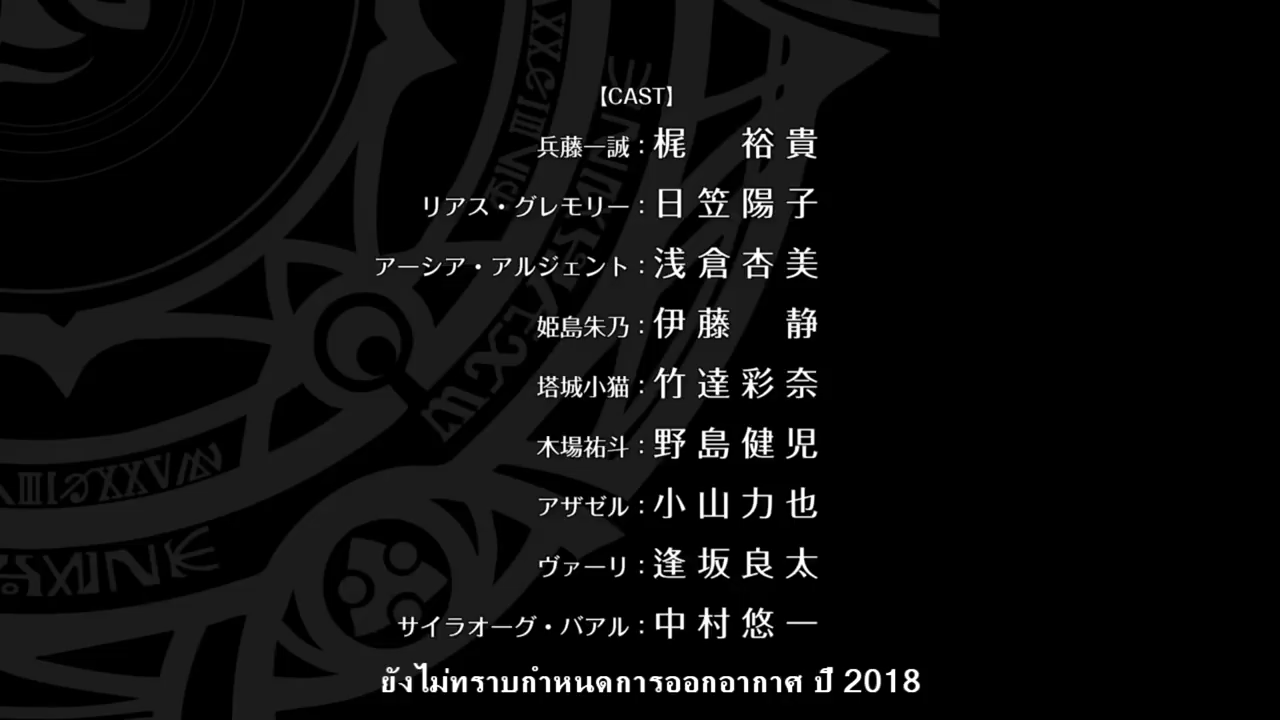 【CAST】
兵藤一誠：梶　裕貴
リアス・グレモリー：日笠陽子
アーシア・アルジェント：浅倉杏美
姫島朱乃：伊藤　静
塔城小猫：竹達彩奈
木場祐斗：野島健児
アザゼル：小山力也
ヴァーリ：逢坂良太
サイラオーグ・バアル：中村悠一
ยังไม่ทราบกำหนดการออกอากาศ ปี 2018